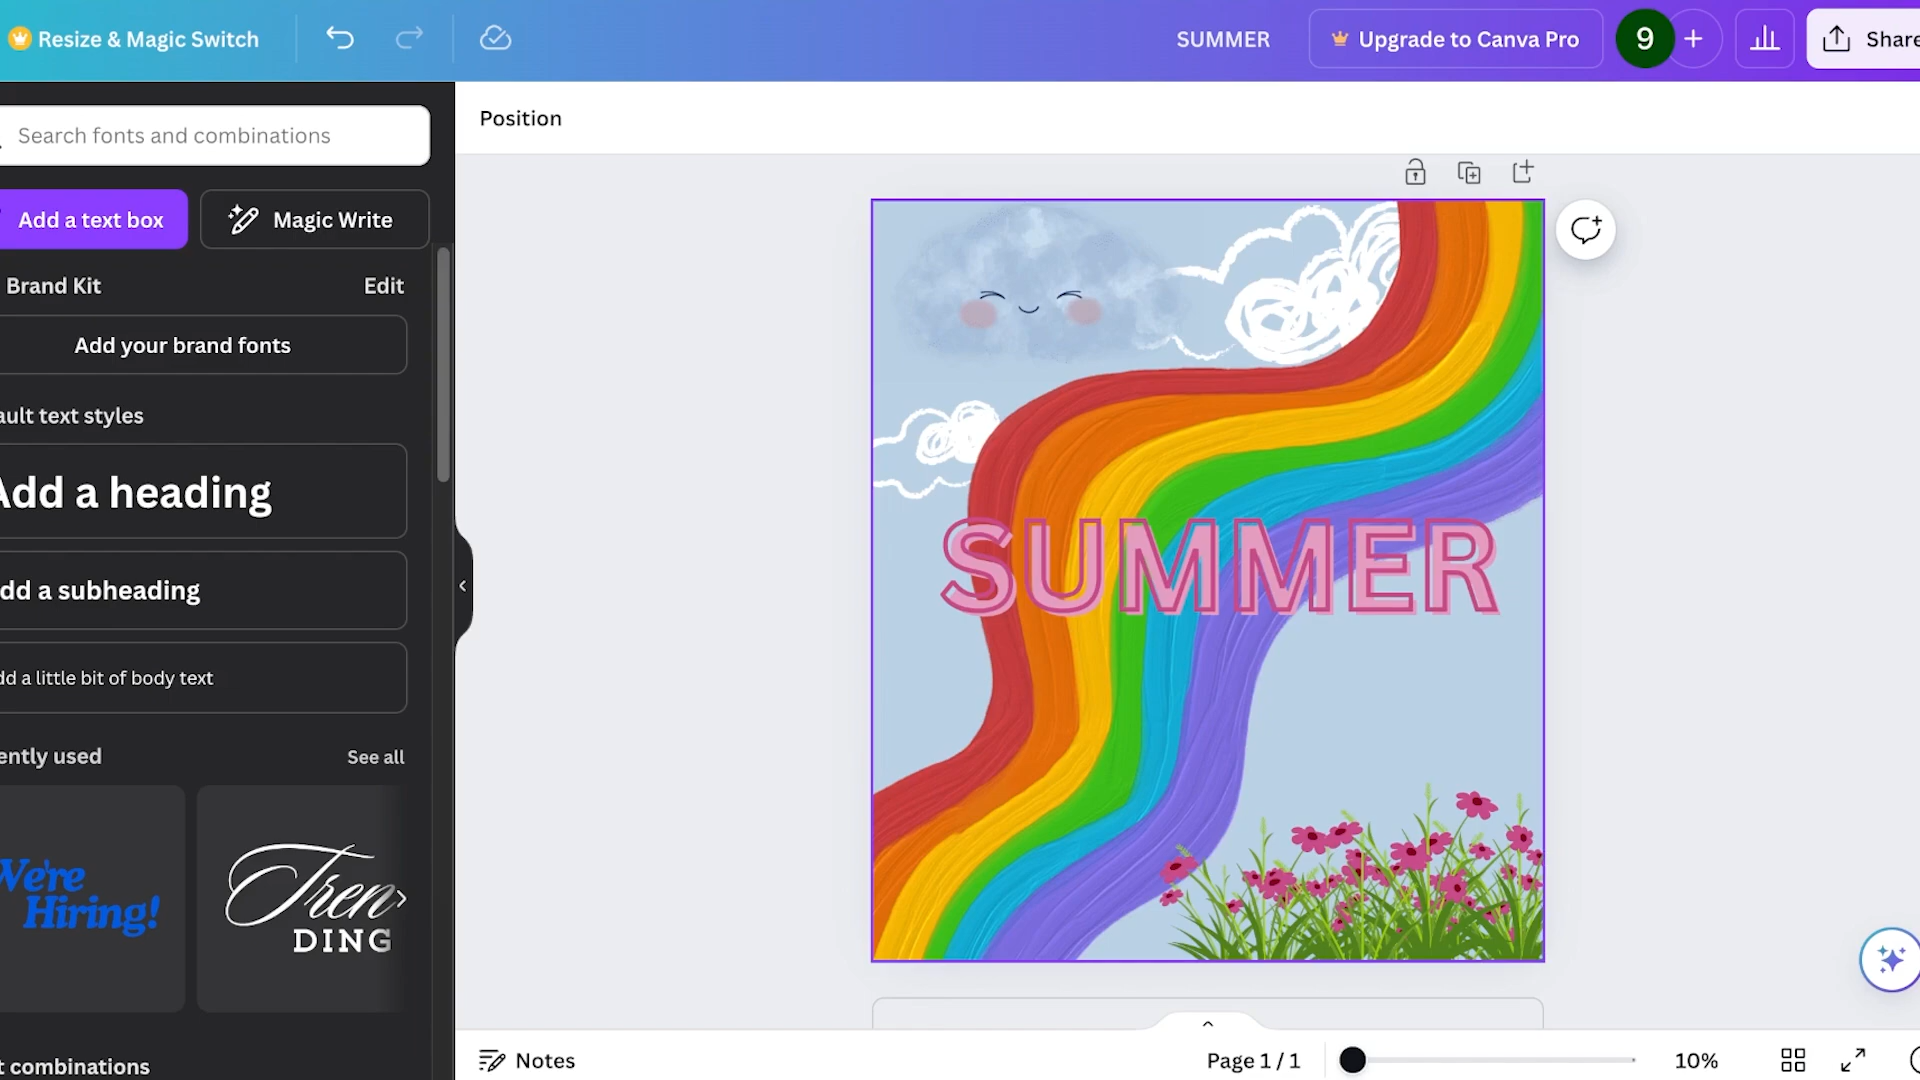 Resize & Magic Switch
SUMMER
Upgrade to Canva Pro
9
Share
Search fonts and combinations
Position
Add a text box
Magic Write
Brand Kit
Edit
Add your brand fonts
ault text styles
Add a heading
dd a subheading
dd a little bit of body text
ently used
See all
We're
Hiring!
Tren
DING
t combinations
SUMMER
Notes
Page 1 / 1
10%